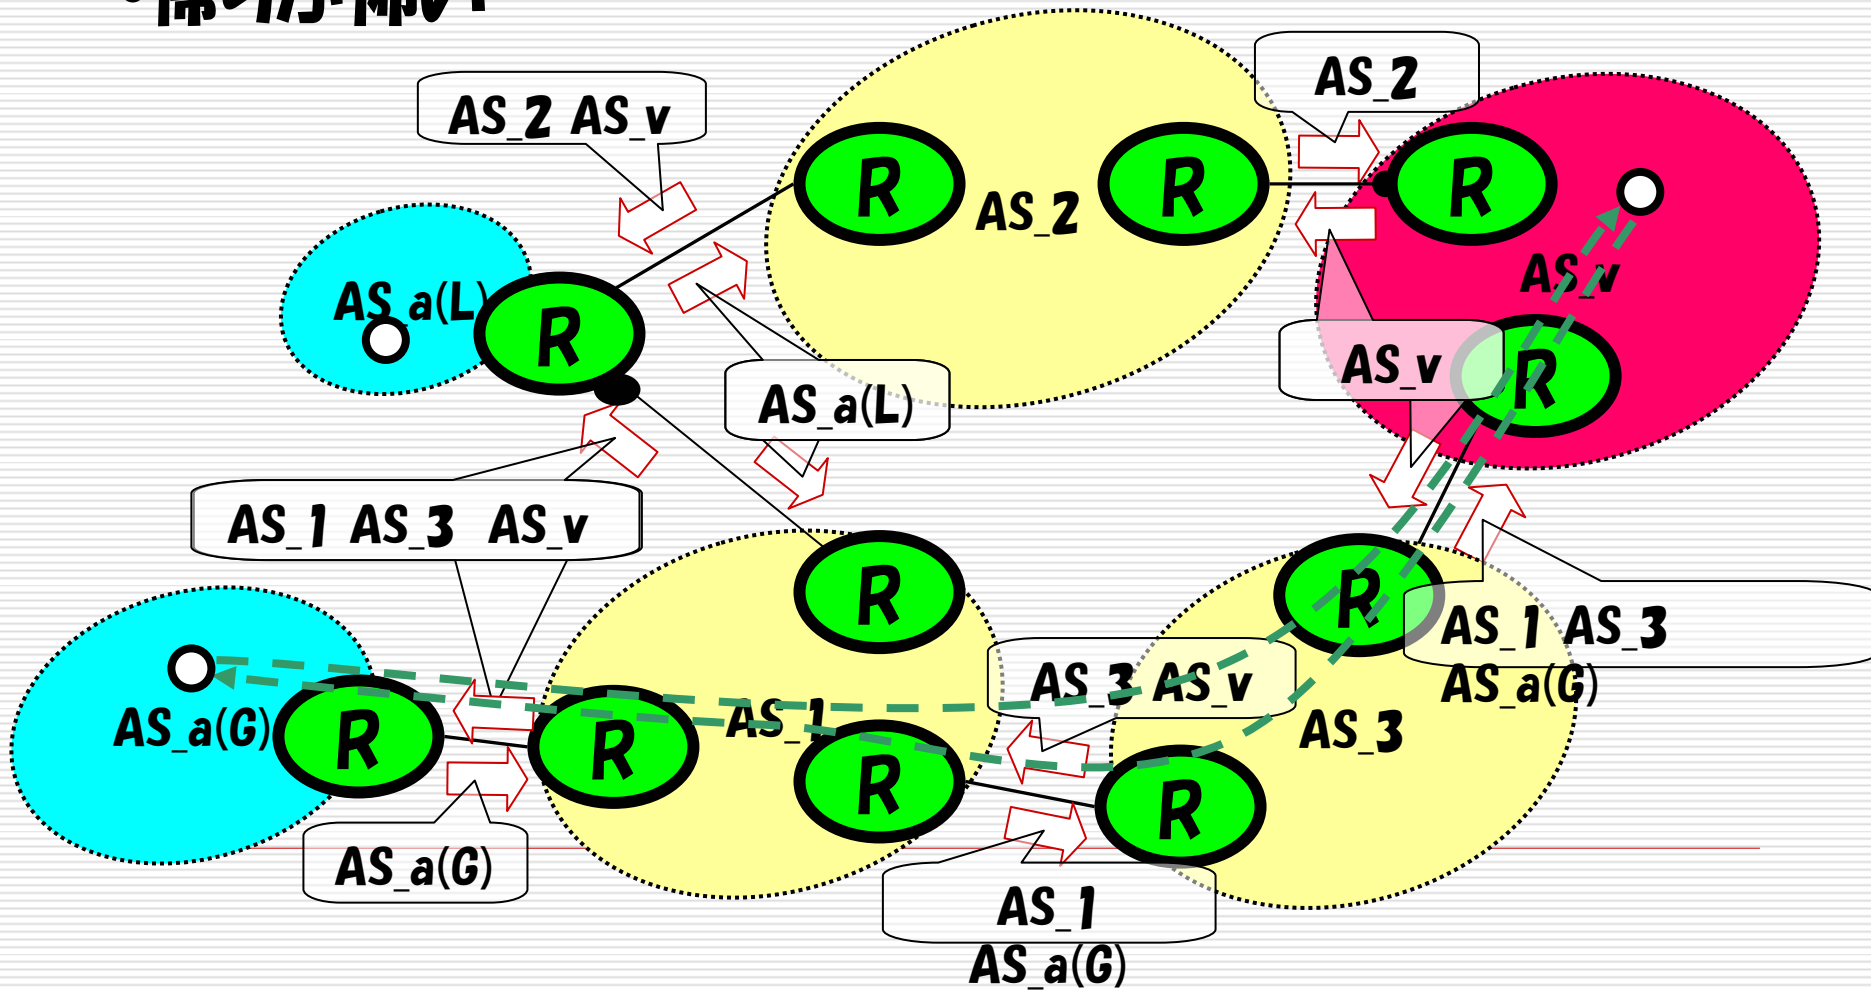 AS_2
AS_2 AS_v
R
R
R
AS_2
AS_v
AS_a(L)
R
AS_v
R
AS_a(L)
AS_1 AS_3 AS_v
R
R
AS_1 AS_3
AS_a(G)
AS_3 AS_v
AS_a(G)
R
R
AS_1
R
AS_3
R
AS_a(G)
AS_1
AS_a(G)